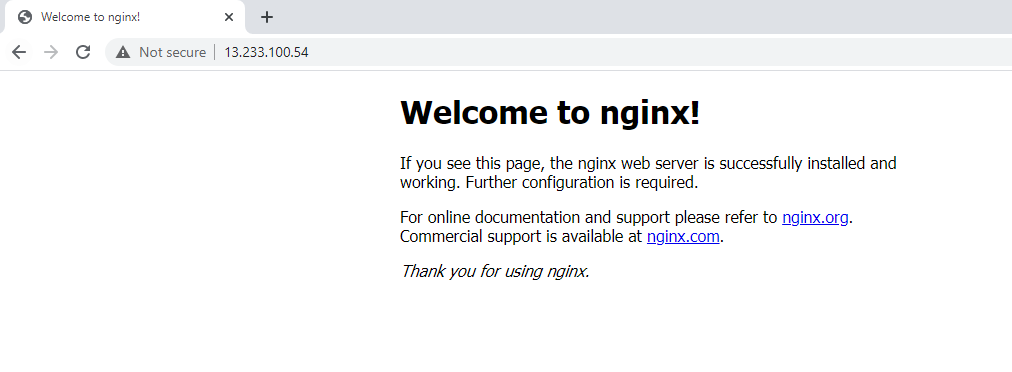 Welcome to nginx!
Not secure | 13.233.100.54
Welcome to nginx!
If you see this page, the nginx web server is successfully installed and
working. Further configuration is required.
For online documentation and support please refer to nginx.org.
Commercial support is available at nginx.com.
Thank you for using nginx.